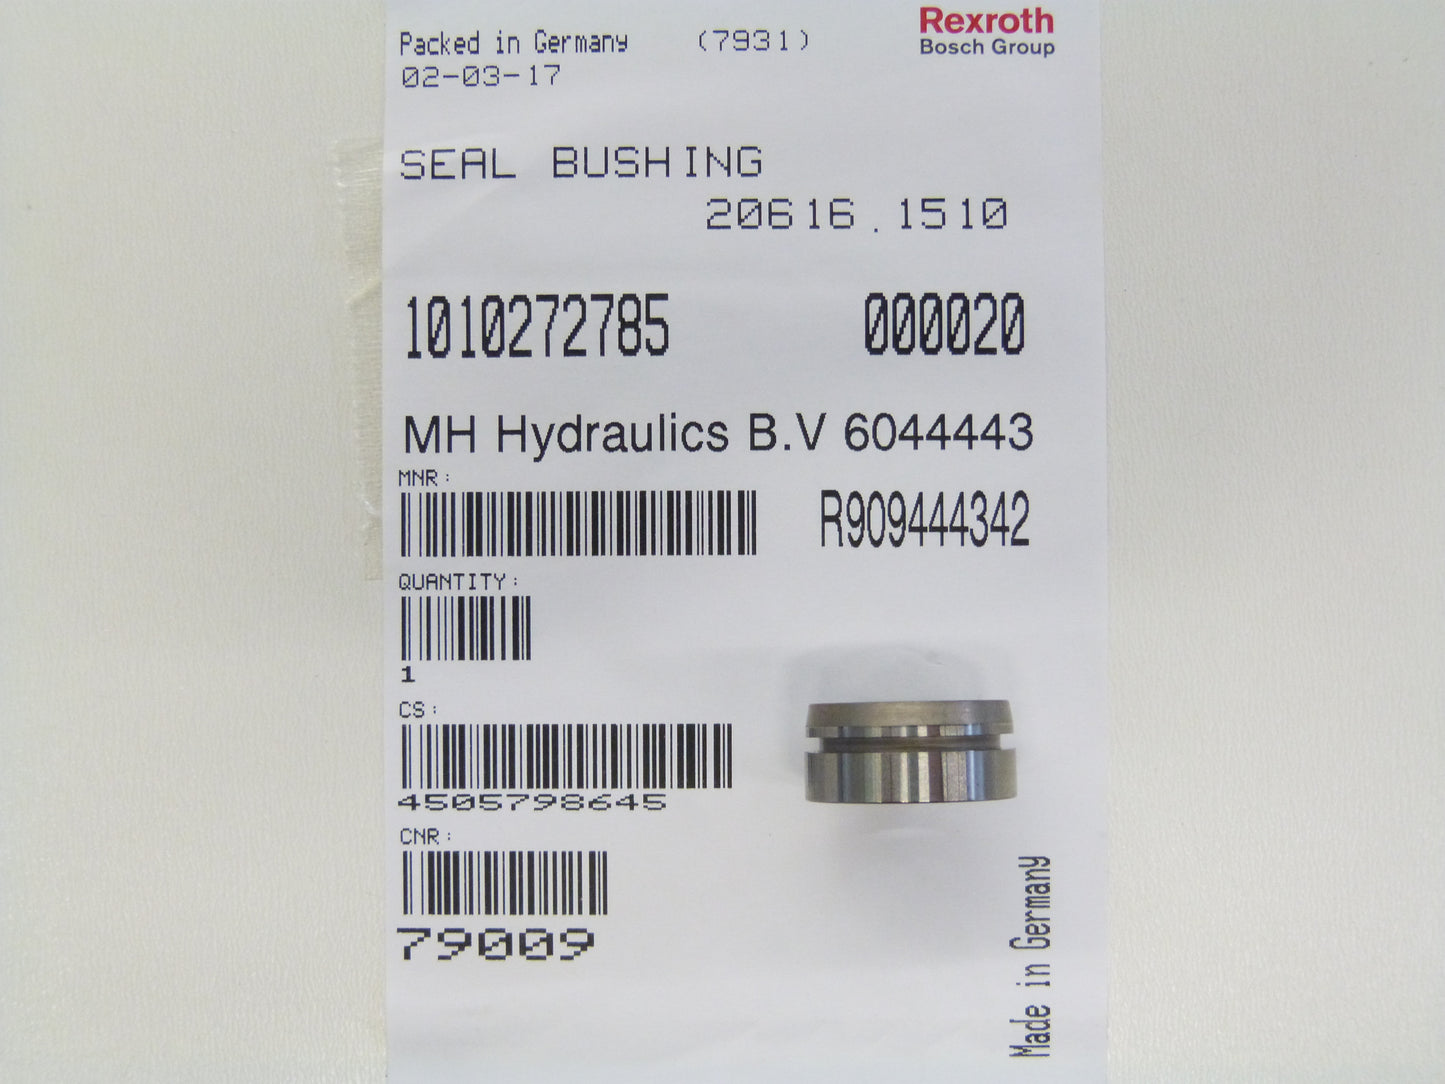 Packed in Germany (7931)
Rexroth
Bosch Group
02-03-17
SEAL BUSHING
20616.1510
1010272785 000020
MH Hydraulics B.V 6044443
MNR:
R909444342
QUANTITY:
1
CS:
4505798645
CNR:
79009
Made in Germany